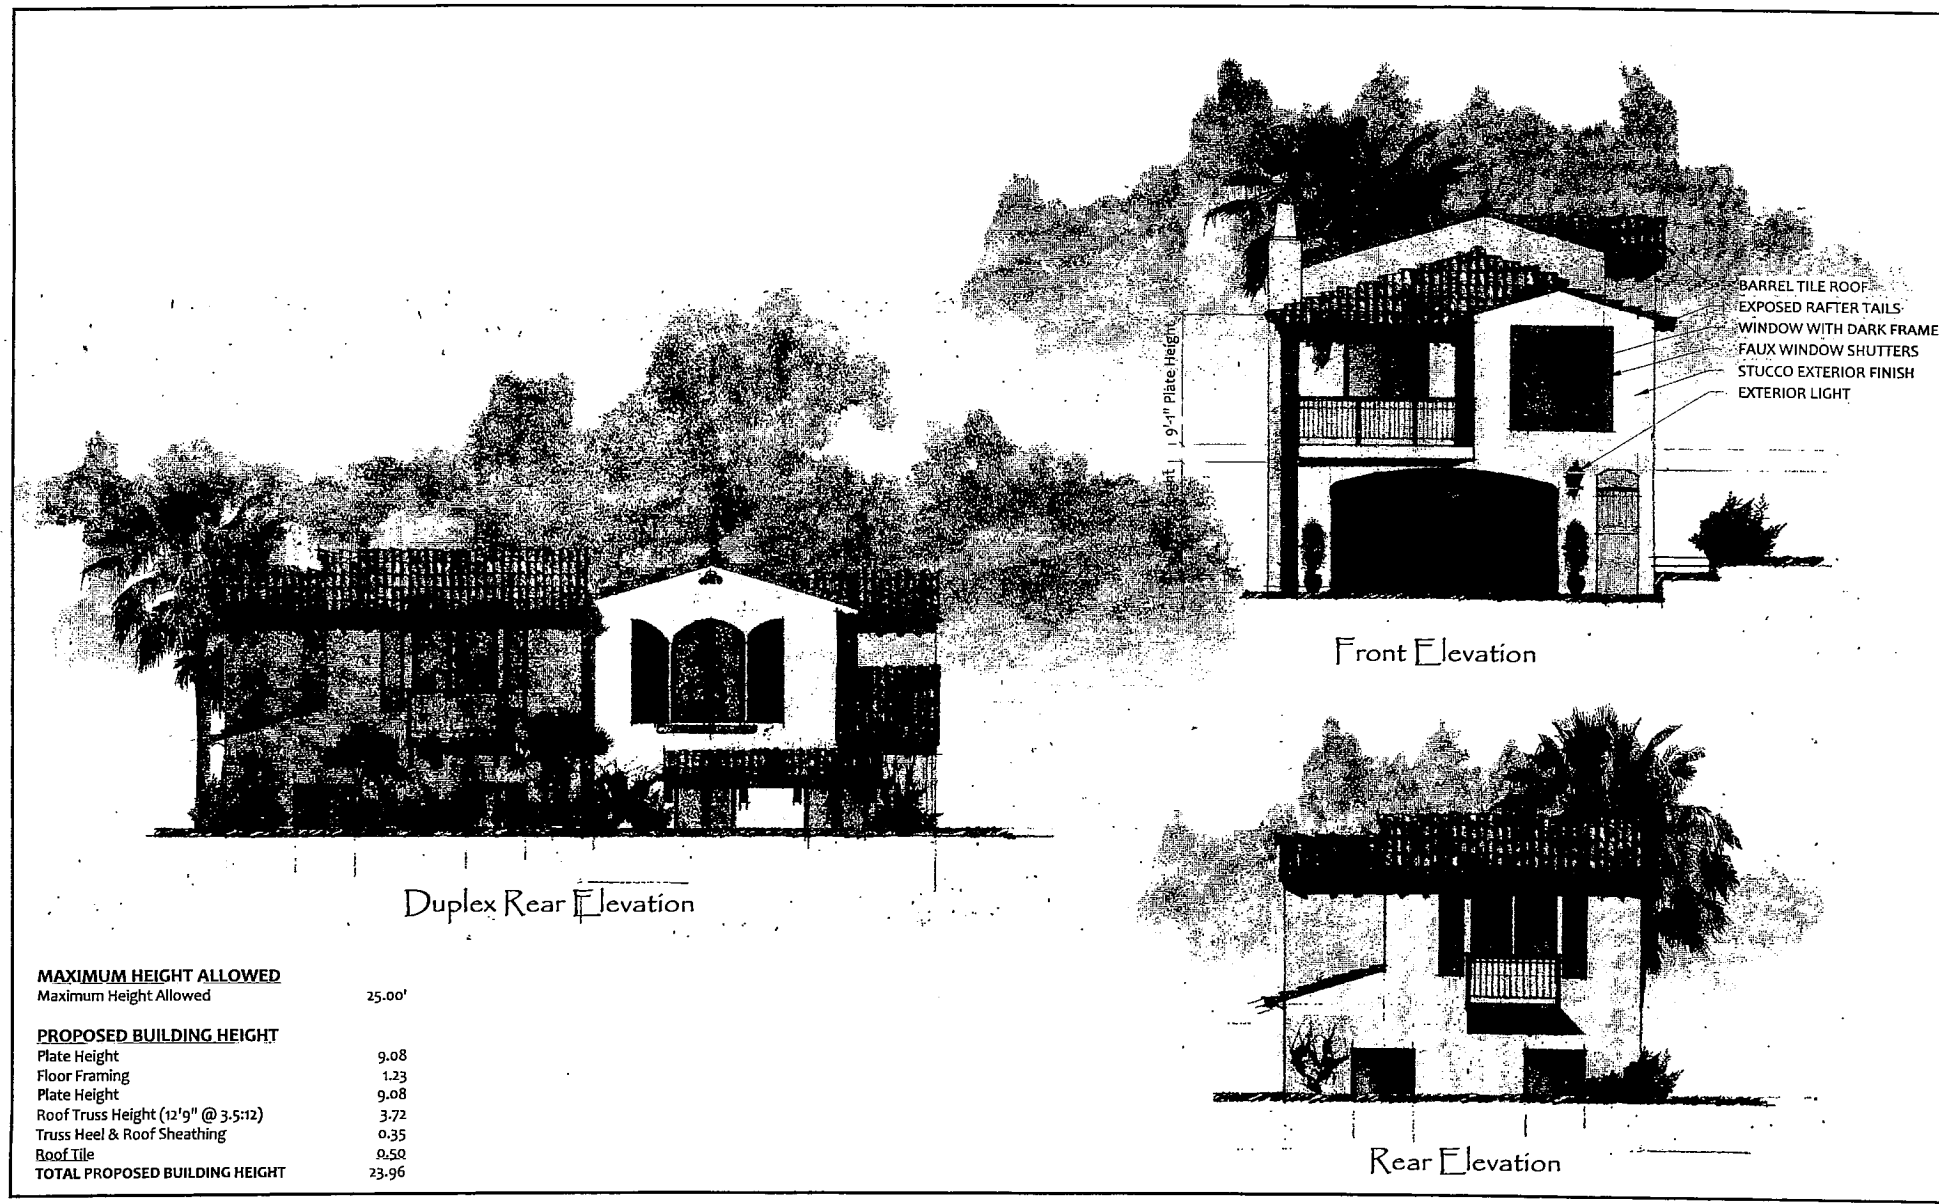 BARREL TILE ROOF
EXPOSED RAFTER TAILS
WINDOW WITH DARK FRAME
FAUX WINDOW SHUTTERS
STUCCO EXTERIOR FINISH
EXTERIOR LIGHT
9'-1" Plate Height
Front Elevation
Duplex Rear Elevation
Rear Elevation
MAXIMUM HEIGHT ALLOWED
Maximum Height Allowed 25.00'
PROPOSED BUILDING HEIGHT
Plate Height 9.08
Floor Framing 1.23
Plate Height 9.08
Roof Truss Height (12'9" @ 3.5:12) 3.72
Truss Heel & Roof Sheathing 0.35
Roof Tile 0.50
TOTAL PROPOSED BUILDING HEIGHT 23.96